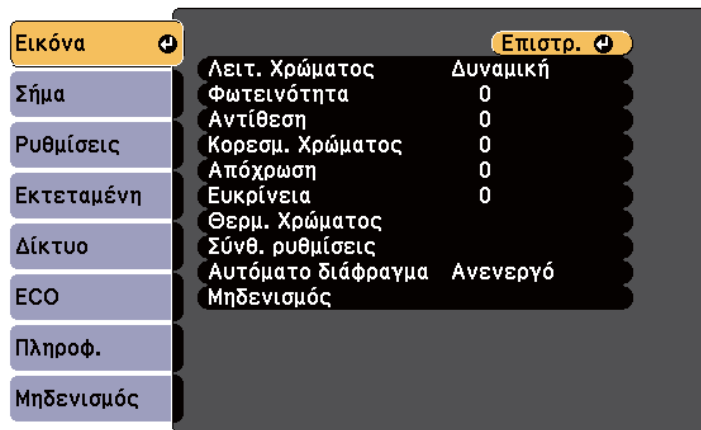 Εικόνα
Σήμα
Ρυθμίσεις
Εκτεταμένη
Δίκτυο
ECO
Πληροφ.
Μηδενισμός
Επιστρ.
Λειτ. Χρώματος Δυναμική
Φωτεινότητα 0
Αντίθεση 0
Κορεσμ. Χρώματος 0
Απόχρωση 0
Ευκρίνεια 0
Θερμ. Χρώματος
Σύνθ. ρυθμίσεις
Αυτόματο διάφραγμα Ανενεργό
Μηδενισμός